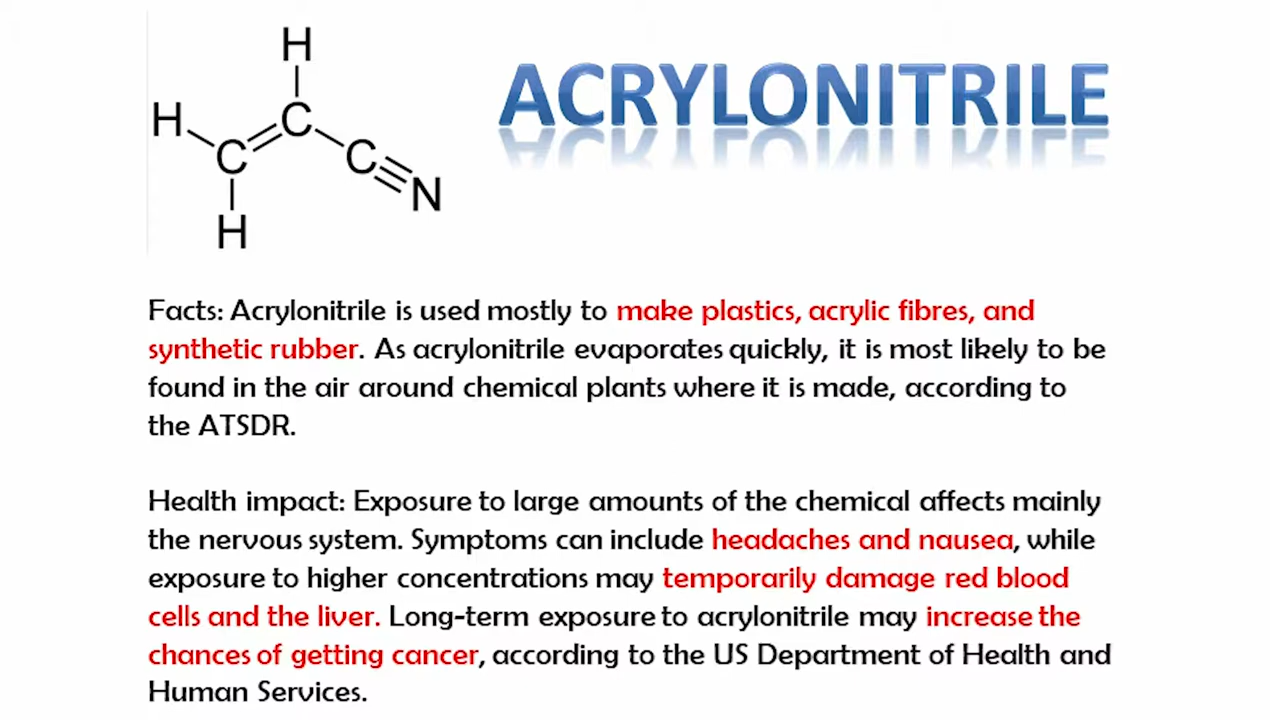 H
ACRYLONITRILE
H
C
C
C
N
H
Facts: Acrylonitrile is used mostly to make plastics, acrylic fibres, and
synthetic rubber. As acrylonitrile evaporates quickly, it is most likely to be
found in the air around chemical plants where it is made, according to
the ATSDR.
Health impact: Exposure to large amounts of the chemical affects mainly
the nervous system. Symptoms can include headaches and nausea, while
exposure to higher concentrations may temporarily damage red blood
cells and the liver. Long-term exposure to acrylonitrile may increase the
chances of getting cancer, according to the US Department of Health and
Human Services.